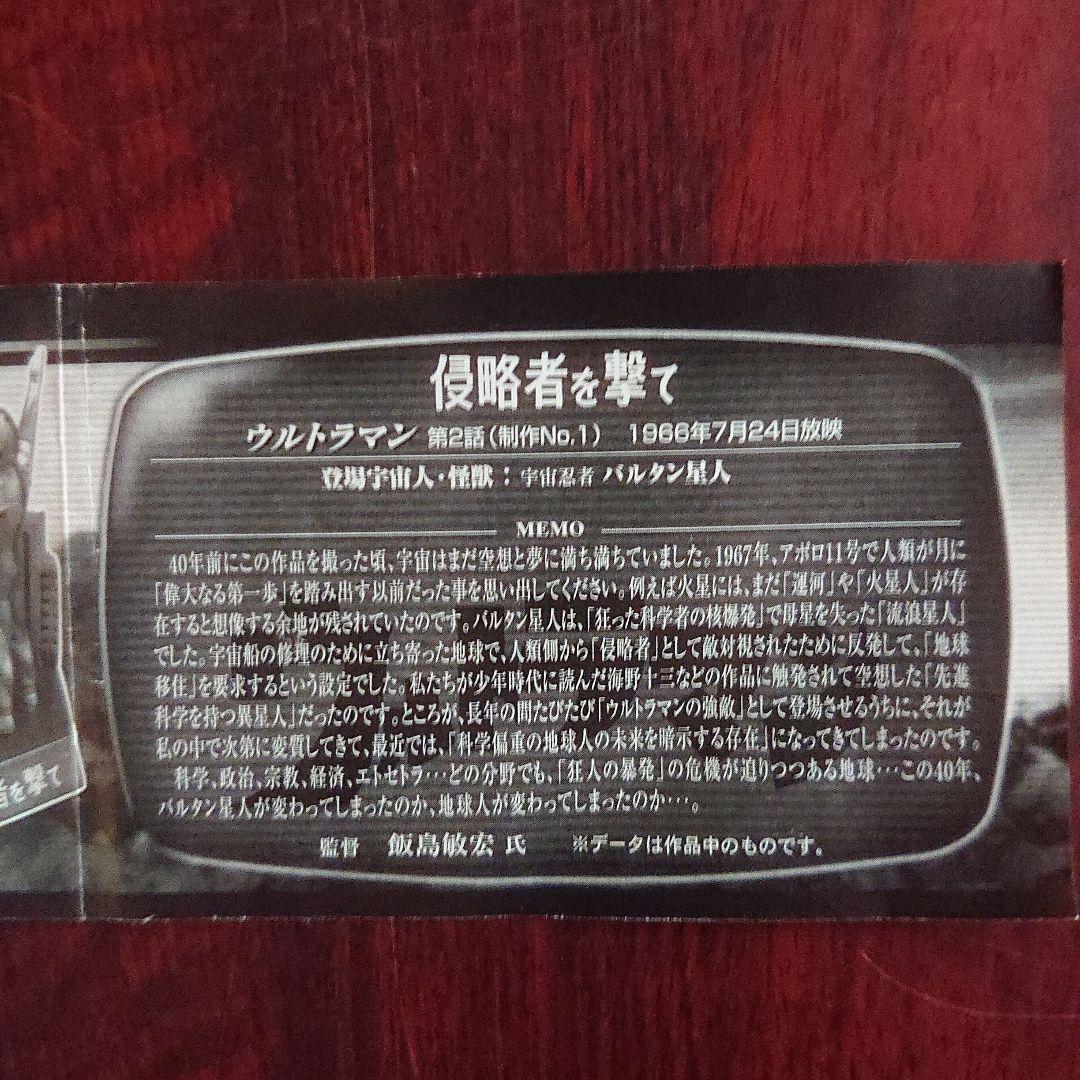 侵略者を撃て
ウルトラマン 第2話(制作No.1) 1966年7月24日放映
登場宇宙人・怪獣: 宇宙忍者 バルタン星人
MEMO
40年前にこの作品を撮った頃、宇宙はまだ空想と夢に満ち満ちていました。1967年、アポロ11号で人類が月に
「偉大なる第一歩」を踏み出す以前だった事を思い出してください。例えば火星には、まだ「運河」や「火星人」が存
在すると想像する余地が残されていたのです。バルタン星人は、「狂った科学者の核爆発」で母星を失った「流浪星人」
でした。宇宙船の修理のために立ち寄った地球で、人類側から「侵略者」として敵対視されたために反発して、「地球
移住」を要求するという設定でした。私たちが少年時代に読んだ海野十三などの作品に触発されて空想した「先進
科学を持つ異星人」だったのです。ところが、長年の間たびたび「ウルトラマンの強敵」として登場させるうちに、それが
私の中で次第に変質してきて、最近では、「科学偏重の地球人の未来を暗示する存在」になってきてしまったのです。
科学、政治、宗教、経済、エトセトラ…どの分野でも、「狂人の暴発」の危機が迫りつつある地球…この40年、
バルタン星人が変わってしまったのか、地球人が変わってしまったのか…。
監督 飯島敏宏 氏 ※データは作品中のものです。
者を撃て